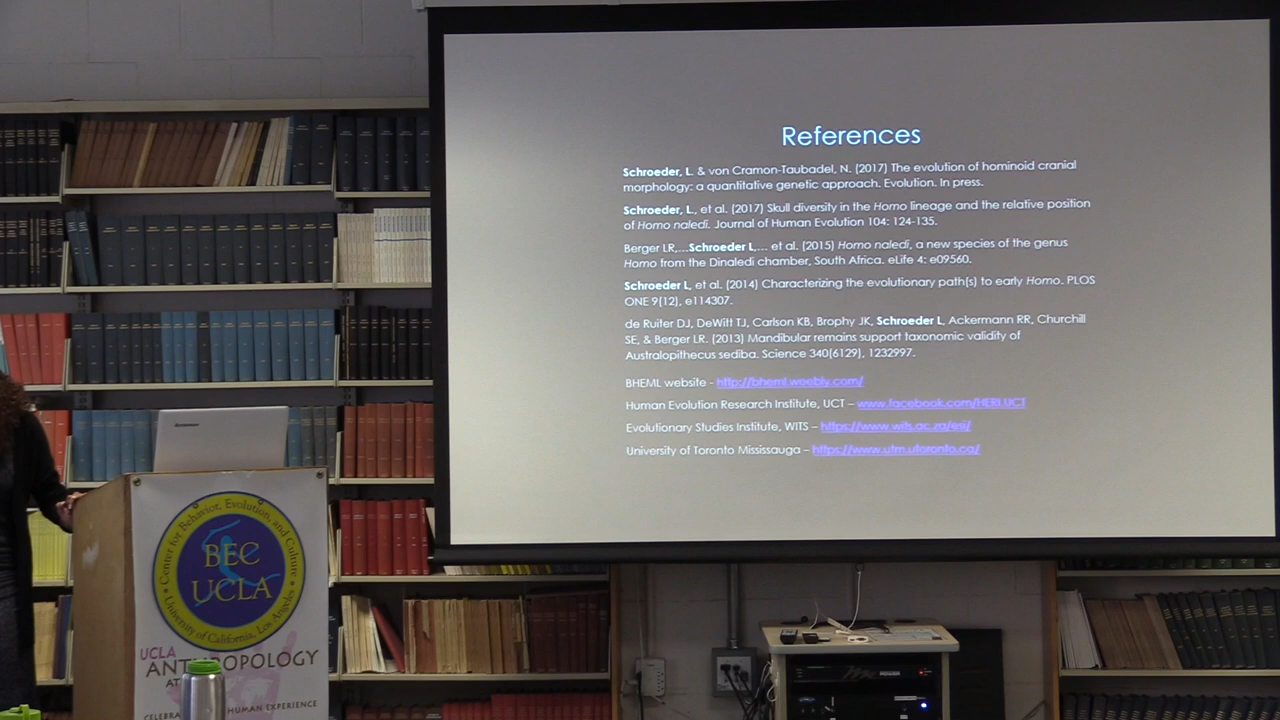 References
Schroeder, L. & von Cramon-Taubadel, N. (2017) The evolution of hominoid cranial
morphology: a quantitative genetic approach. Evolution. In press.
Schroeder, L., et al. (2017) Skull diversity in the Homo lineage and the relative position
of Homo naledi. Journal of Human Evolution 104: 124-135.
Berger LR,...Schroeder L,... et al. (2015) Homo naledi, a new species of the genus
Homo from the Dinaledi chamber, South Africa. eLife 4: e09560.
Schroeder L, et al. (2014) Characterizing the evolutionary path(s) to early Homo. PLOS
ONE 9(12), e114307.
de Ruiter DJ, DeWitt TJ, Carlson KB, Brophy JK, Schroeder L, Ackermann RR, Churchill
SE, & Berger LR. (2013) Mandibular remains support taxonomic validity of
Australopithecus sediba. Science 340(6129), 1232997.
BHEML website - http://bheml.weebly.com/
Human Evolution Research Institute, UCT – www.facebook.com/HERI.UCT
Evolutionary Studies Institute, WITS – https://www.wits.ac.za/esi/
University of Toronto Mississauga – https://www.utm.utoronto.ca/
lenovo
Center for Behavior, Evolution, and Culture
BEC
UCLA
University of California, Los Angeles
UCLA
ANTHROPOLOGY
AT
CELEBRA HUMAN EXPERIENCE